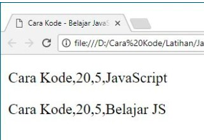 Cara Kode - Belajar Java
file:///D:/Cara%20Kode/Latihan/Ja
Cara Kode,20,5,JavaScript
Cara Kode,20,5,Belajar JS